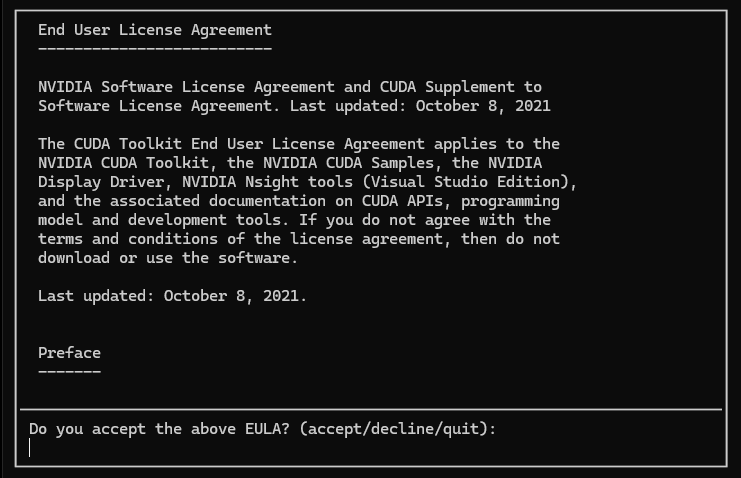 End User License Agreement
--------------------------
NVIDIA Software License Agreement and CUDA Supplement to
Software License Agreement. Last updated: October 8, 2021
The CUDA Toolkit End User License Agreement applies to the
NVIDIA CUDA Toolkit, the NVIDIA CUDA Samples, the NVIDIA
Display Driver, NVIDIA Nsight tools (Visual Studio Edition),
and the associated documentation on CUDA APIs, programming
model and development tools. If you do not agree with the
terms and conditions of the license agreement, then do not
download or use the software.
Last updated: October 8, 2021.
Preface
-------
Do you accept the above EULA? (accept/decline/quit):